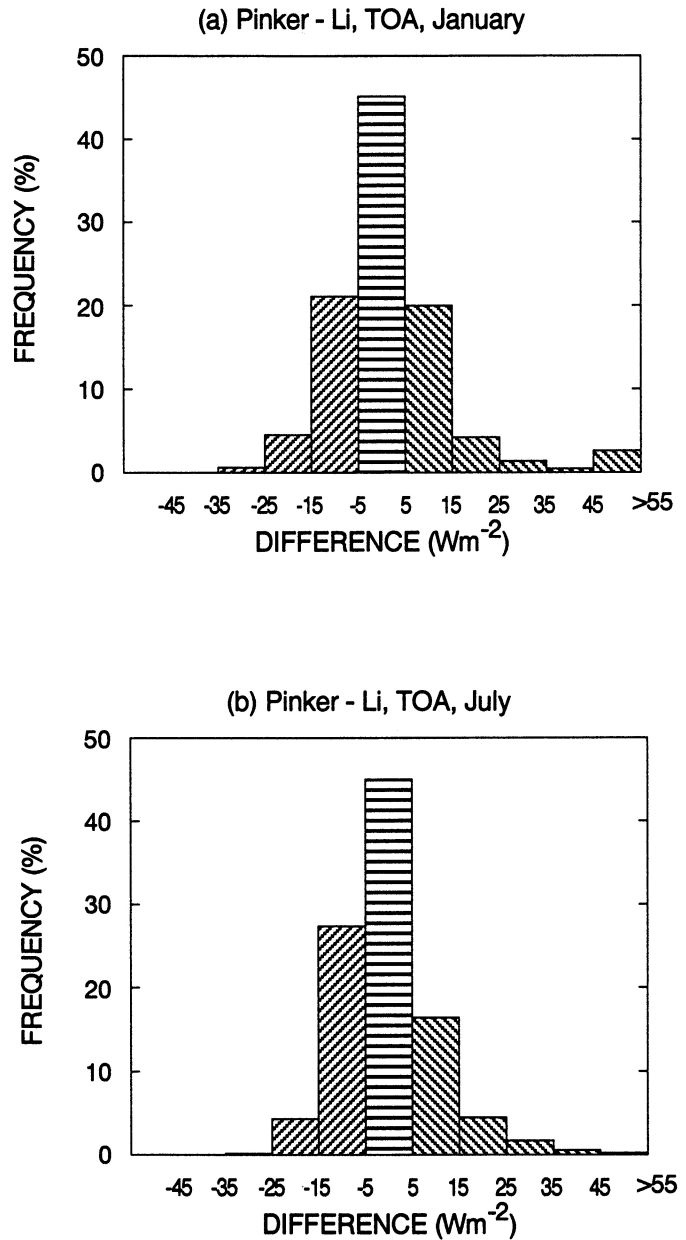 (a) Pinker - Li, TOA, January
50
40
30
20
10
0
FREQUENCY (%)
-45 -35 -25 -15 -5 5 15 25 35 45 >55
DIFFERENCE (Wm-2)
(b) Pinker - Li, TOA, July
50
40
30
20
10
0
FREQUENCY (%)
-45 -35 -25 -15 -5 5 15 25 35 45 >55
DIFFERENCE (Wm-2)